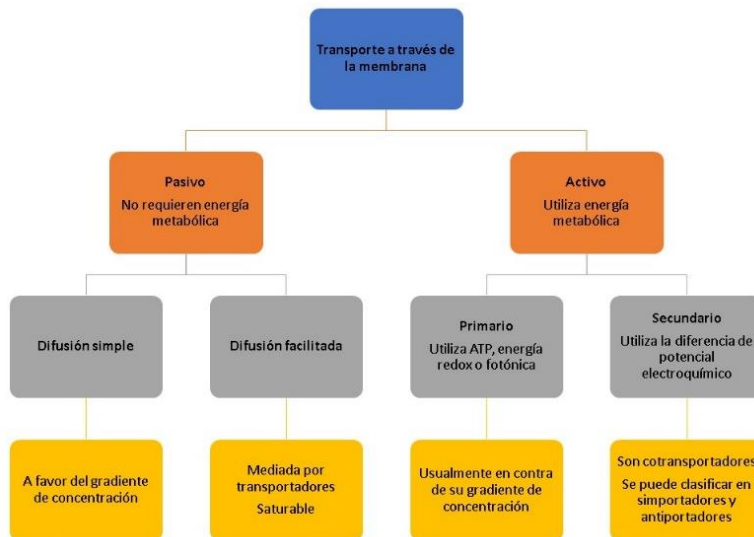 Transporte a través de
la membrana
Pasivo
No requieren energía
metabólica
Activo
Utiliza energía
metabólica
Difusión simple
Difusión facilitada
Primario
Utiliza ATP, energía
redox o fotónica
Secundario
Utiliza la diferencia de
potencial
electroquímico
A favor del gradiente
de concentración
Mediada por
transportadores
Saturable
Usualmente en contra
de su gradiente de
concentración
Son cotransportadores
Se puede clasificar en
simportadores y
antiportadores